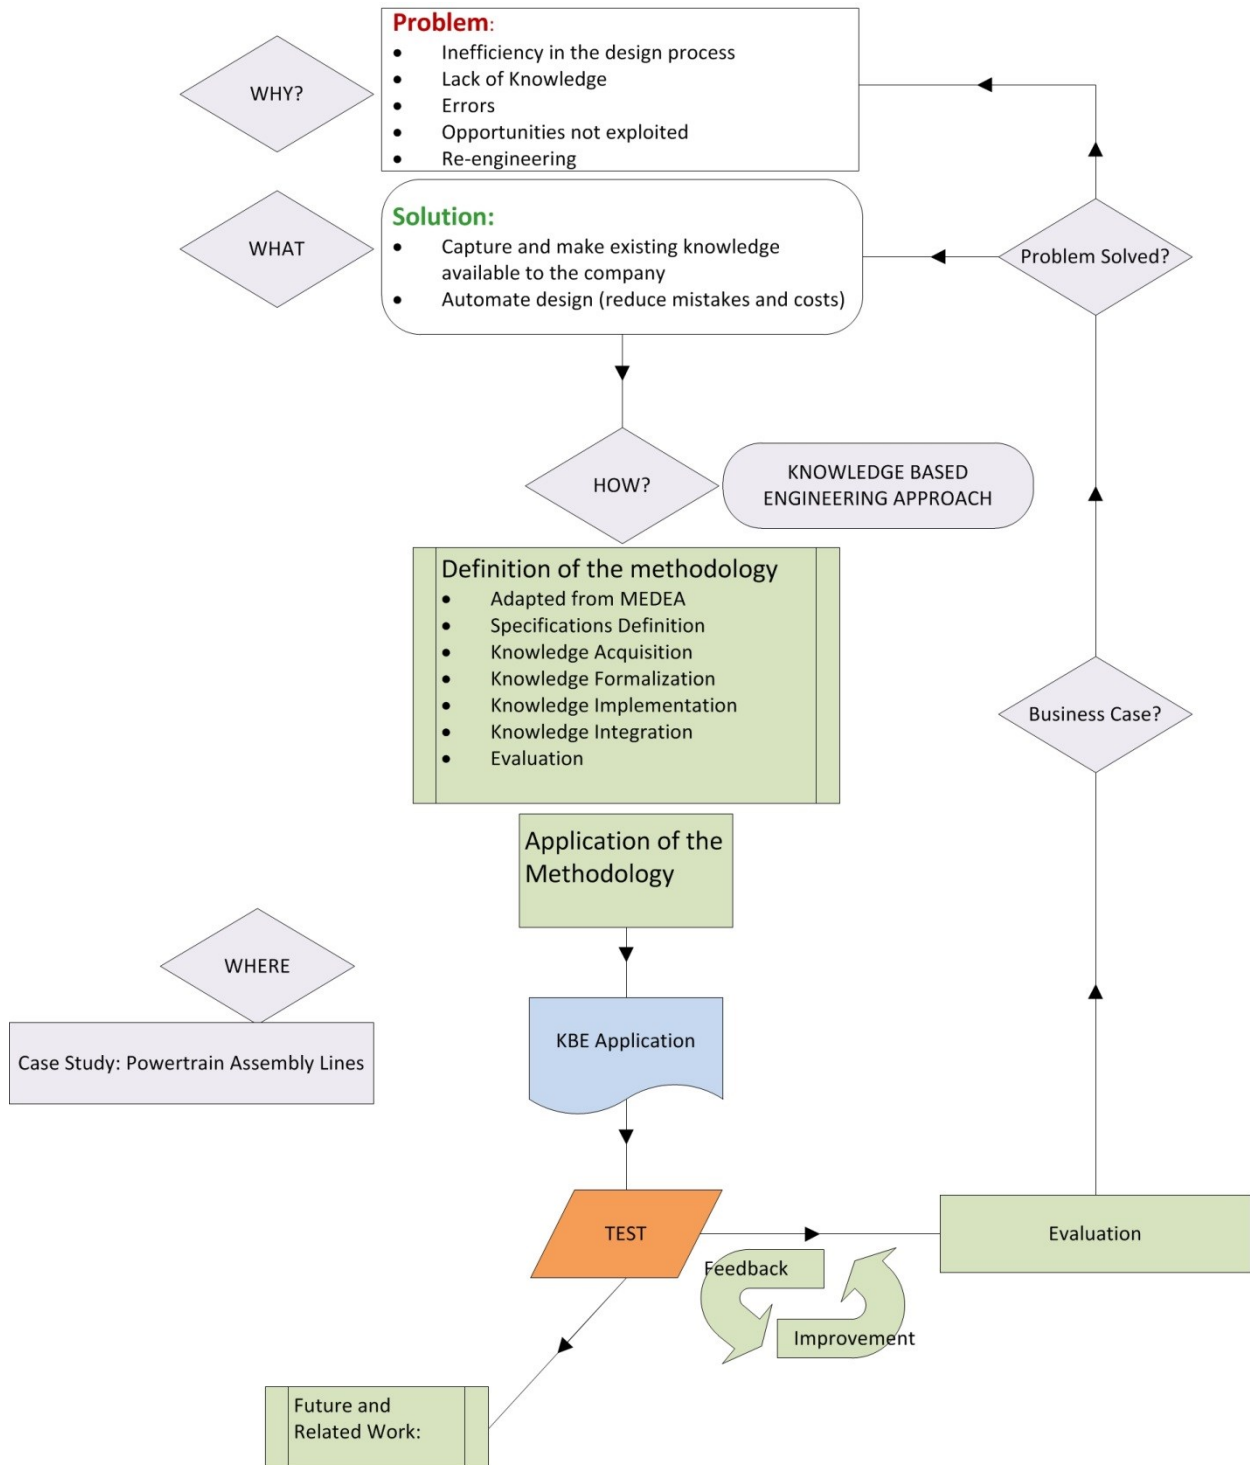 Problem:
• Inefficiency in the design process
• Lack of Knowledge
• Errors
• Opportunities not exploited
• Re-engineering
WHY?
Solution:
• Capture and make existing knowledge
available to the company
• Automate design (reduce mistakes and costs)
WHAT
Problem Solved?
HOW?
KNOWLEDGE BASED
ENGINEERING APPROACH
Definition of the methodology
• Adapted from MEDEA
• Specifications Definition
• Knowledge Acquisition
• Knowledge Formalization
• Knowledge Implementation
• Knowledge Integration
• Evaluation
Business Case?
Application of the
Methodology
WHERE
Case Study: Powertrain Assembly Lines
KBE Application
TEST
Evaluation
Feedback
Improvement
Future and
Related Work: